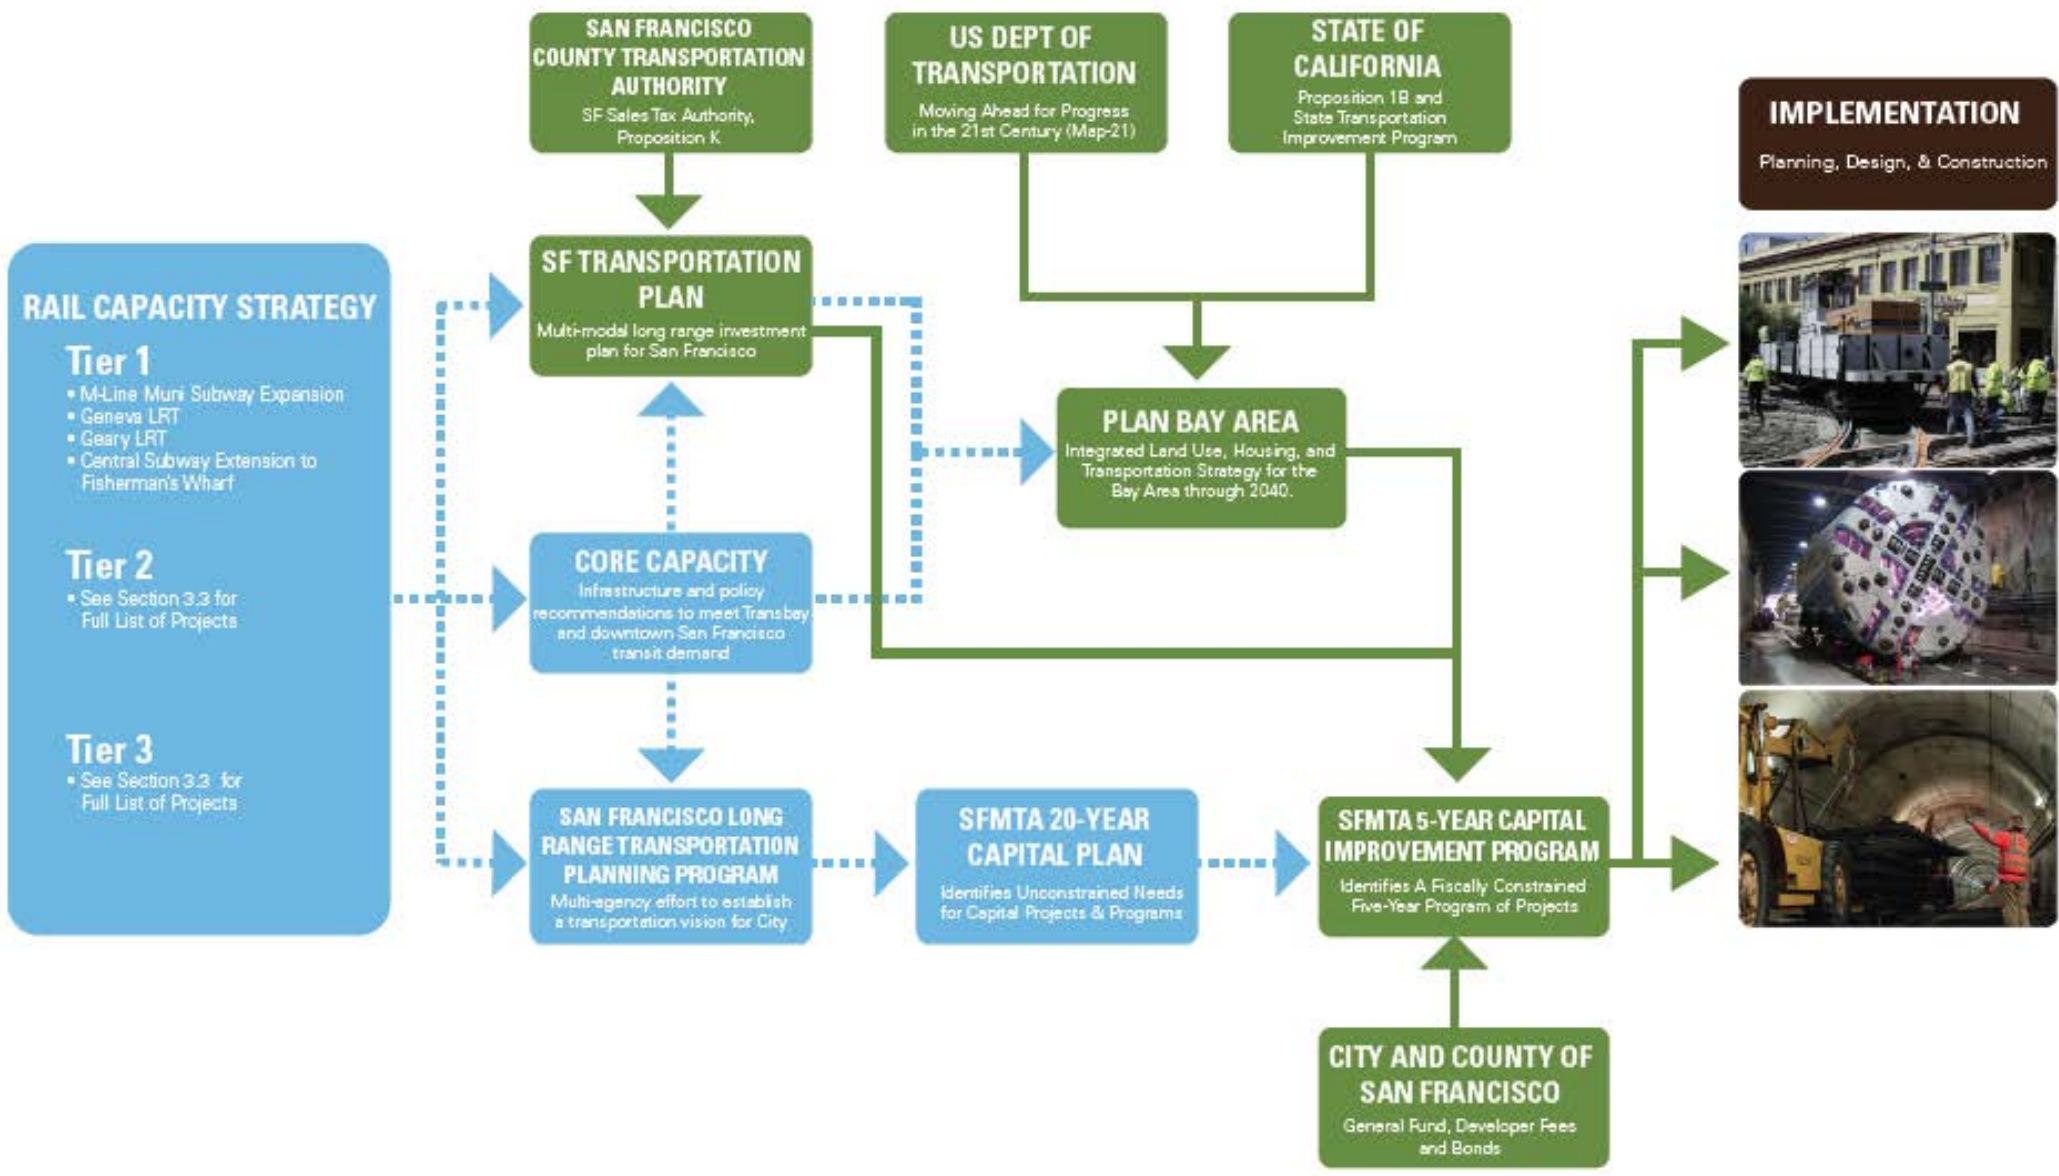 SAN FRANCISCO
COUNTY TRANSPORTATION
AUTHORITY
SF Sales Tax Authority,
Proposition K
US DEPT OF
TRANSPORTATION
Moving Ahead for Progress
in the 21st Century (Map-21)
STATE OF
CALIFORNIA
Proposition 1B and
State Transportation
Improvement Program
IMPLEMENTATION
Planning, Design, & Construction
RAIL CAPACITY STRATEGY
Tier 1
• M-Line Muni Subway Expansion
• Geneva LRT
• Geary LRT
• Central Subway Extension to
Fisherman's Wharf
Tier 2
• See Section 3.3 for
Full List of Projects
Tier 3
• See Section 3.3 for
Full List of Projects
SF TRANSPORTATION
PLAN
Multi-modal long range investment
plan for San Francisco
PLAN BAY AREA
Integrated Land Use, Housing, and
Transportation Strategy for the
Bay Area through 2040.
CORE CAPACITY
Infrastructure and policy
recommendations to meet Transbay
and downtown San Francisco
transit demand
SAN FRANCISCO LONG
RANGE TRANSPORTATION
PLANNING PROGRAM
Multi-agency effort to establish
a transportation vision for City
SFMTA 20-YEAR
CAPITAL PLAN
Identifies Unconstrained Needs
for Capital Projects & Programs
SFMTA 5-YEAR CAPITAL
IMPROVEMENT PROGRAM
Identifies A Fiscally Constrained
Five-Year Program of Projects
CITY AND COUNTY OF
SAN FRANCISCO
General Fund, Developer Fees
and Bonds